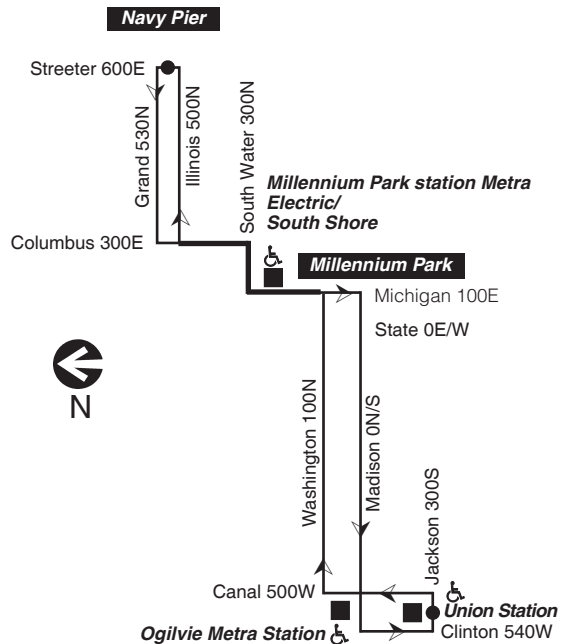 Navy Pier
Streeter 600E
Grand 530N
Illinois 500N
South Water 300N
Millennium Park station Metra
Electric/
South Shore
Columbus 300E
Millennium Park
Michigan 100E
State 0E/W
N
Washington 100N
Madison 0N/S
Jackson 300S
Canal 500W
Union Station
Clinton 540W
Ogilvie Metra Station